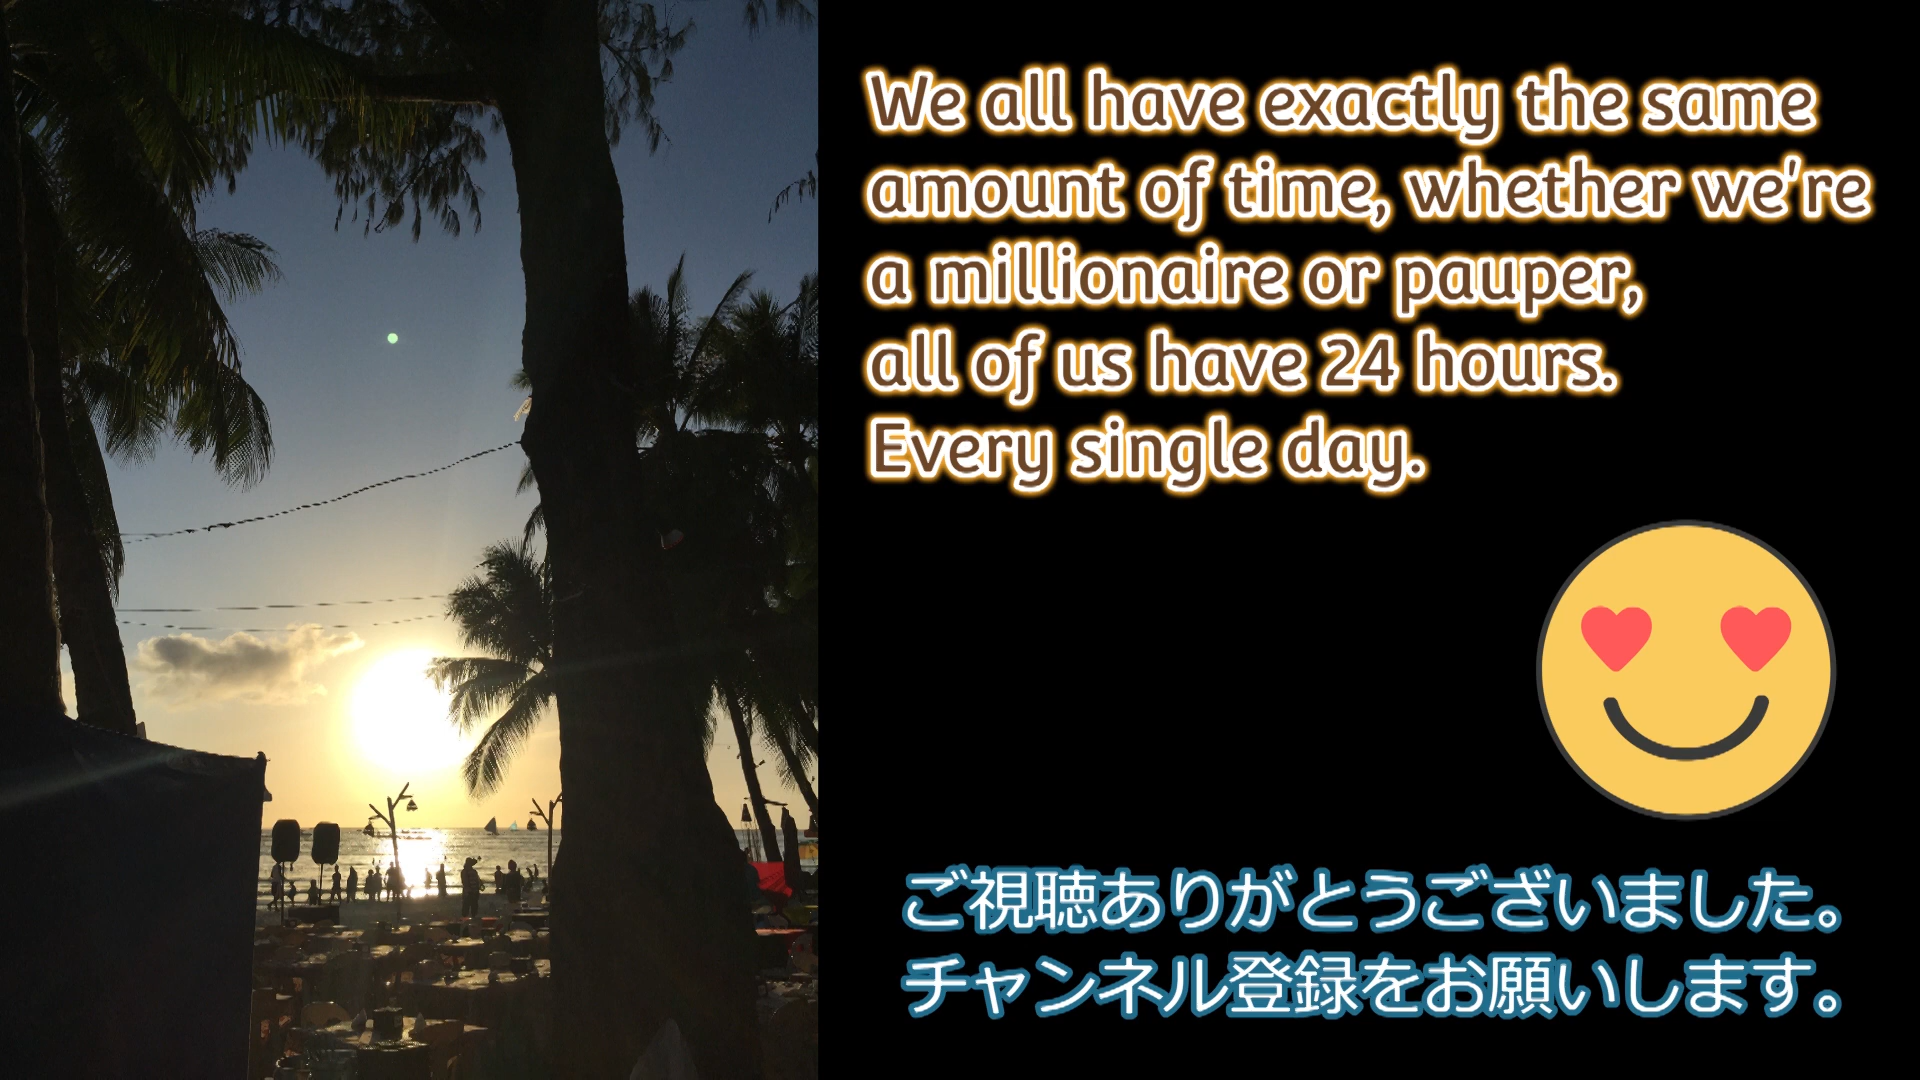 We all have exactly the same
amount of time, whether we're
a millionaire or pauper,
all of us have 24 hours.
Every single day.
ご視聴ありがとうございました。
チャンネル登録をお願いします。